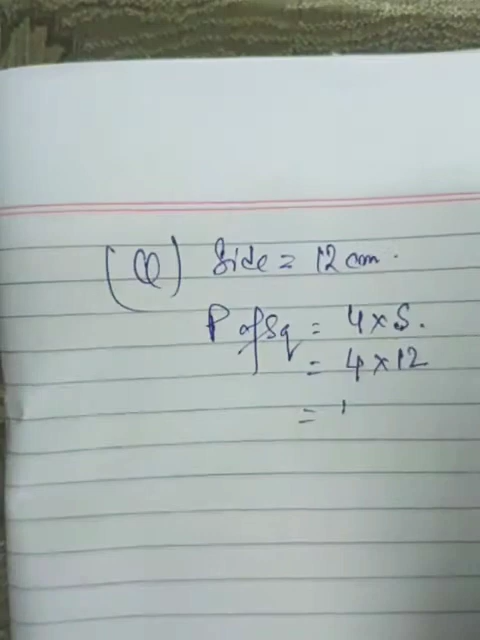 (Q) Side = 12 cm.
P of Sq = 4 × S.
= 4 × 12
= '